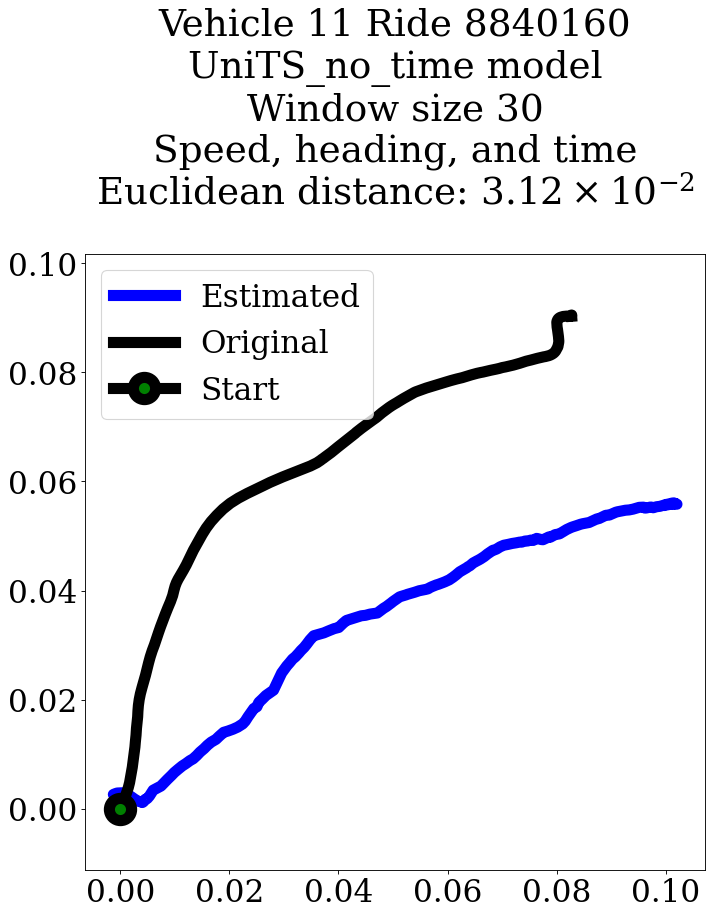 Vehicle 11 Ride 8840160
UniTS_no_time model
Window size 30
Speed, heading, and time
Euclidean distance: $3.12 \times 10^{-2}$
Estimated
Original
Start
0.10
0.08
0.06
0.04
0.02
0.00
0.00 0.02 0.04 0.06 0.08 0.10